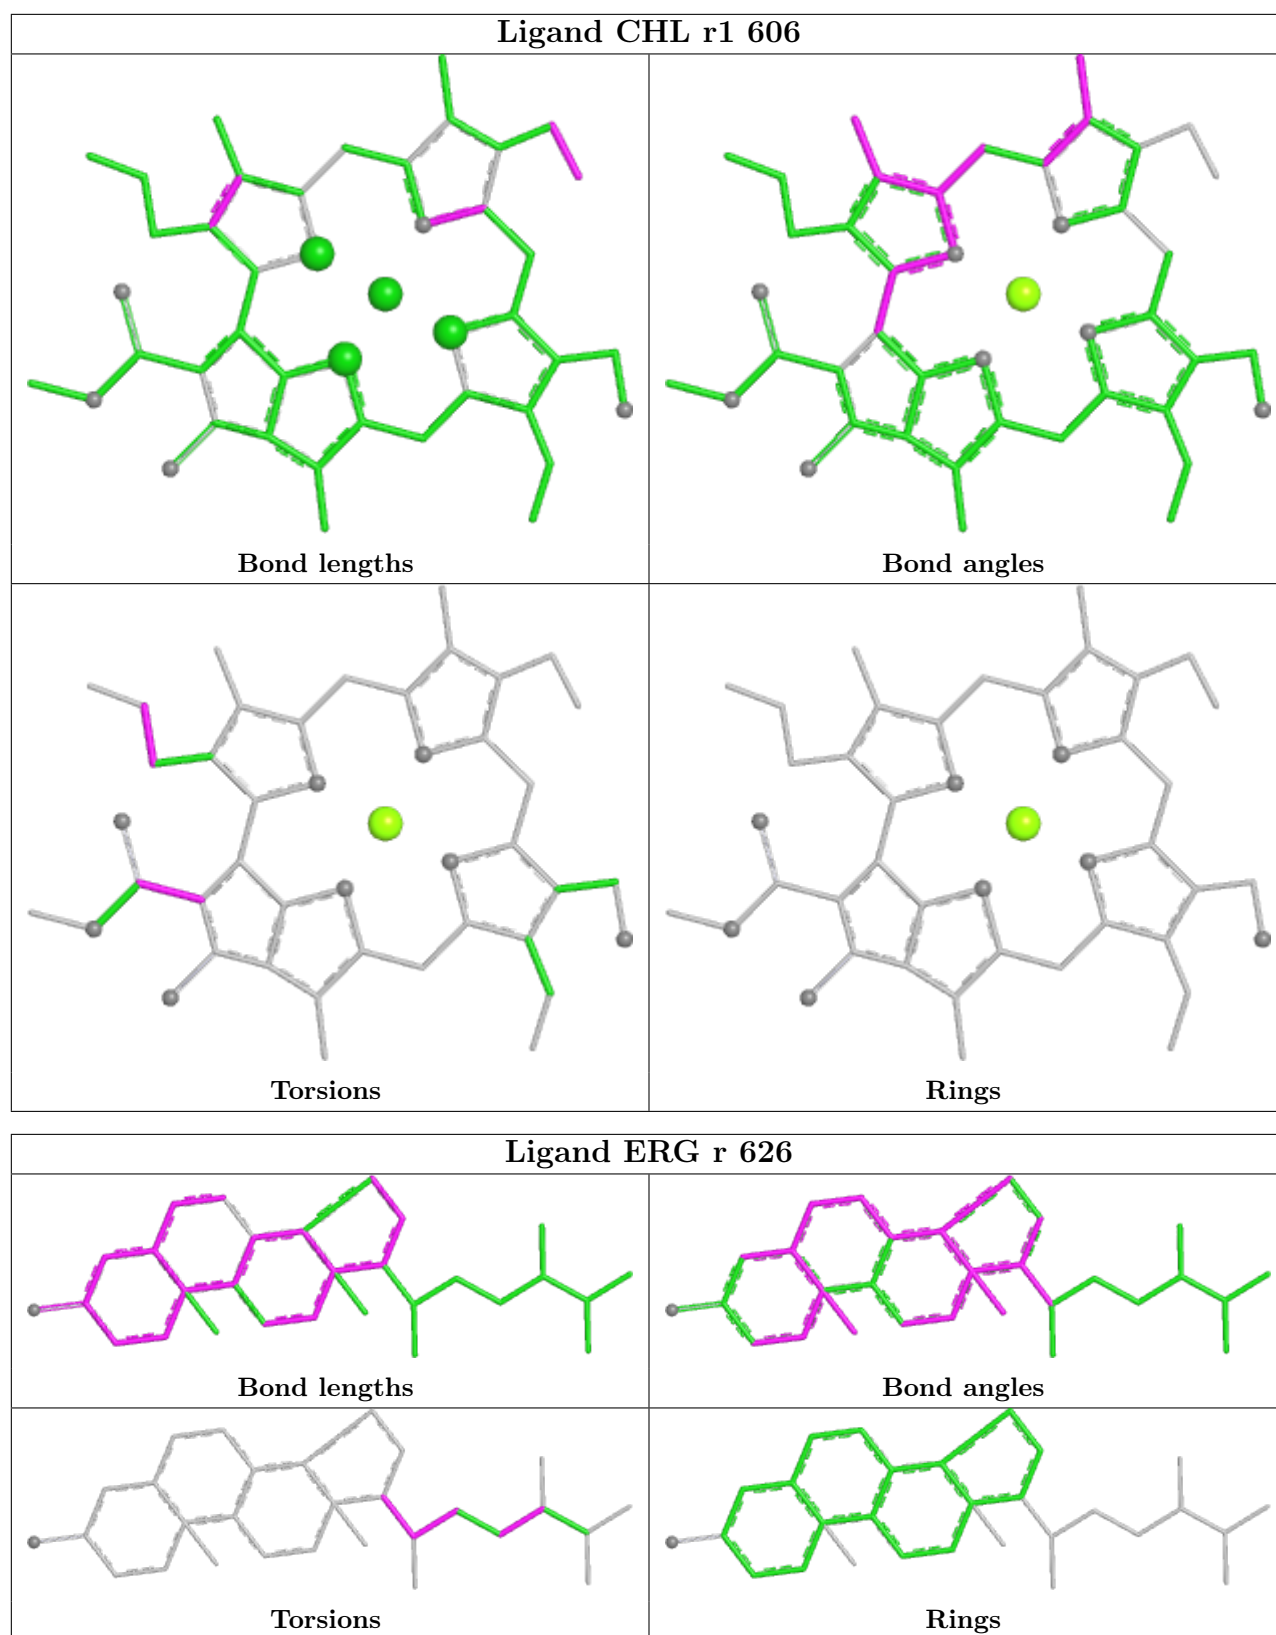 Ligand CHL r1 606
Bond lengths
Bond angles
Torsions
Rings
Ligand ERG r 626
Bond lengths
Bond angles
Torsions
Rings